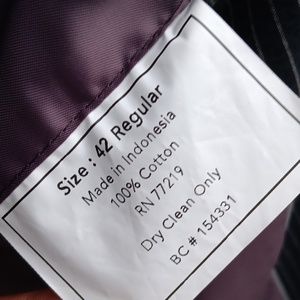 Size : 42 Regular
Made in Indonesia
100% Cotton
RN 77219
Dry Clean Only
BC # 154331